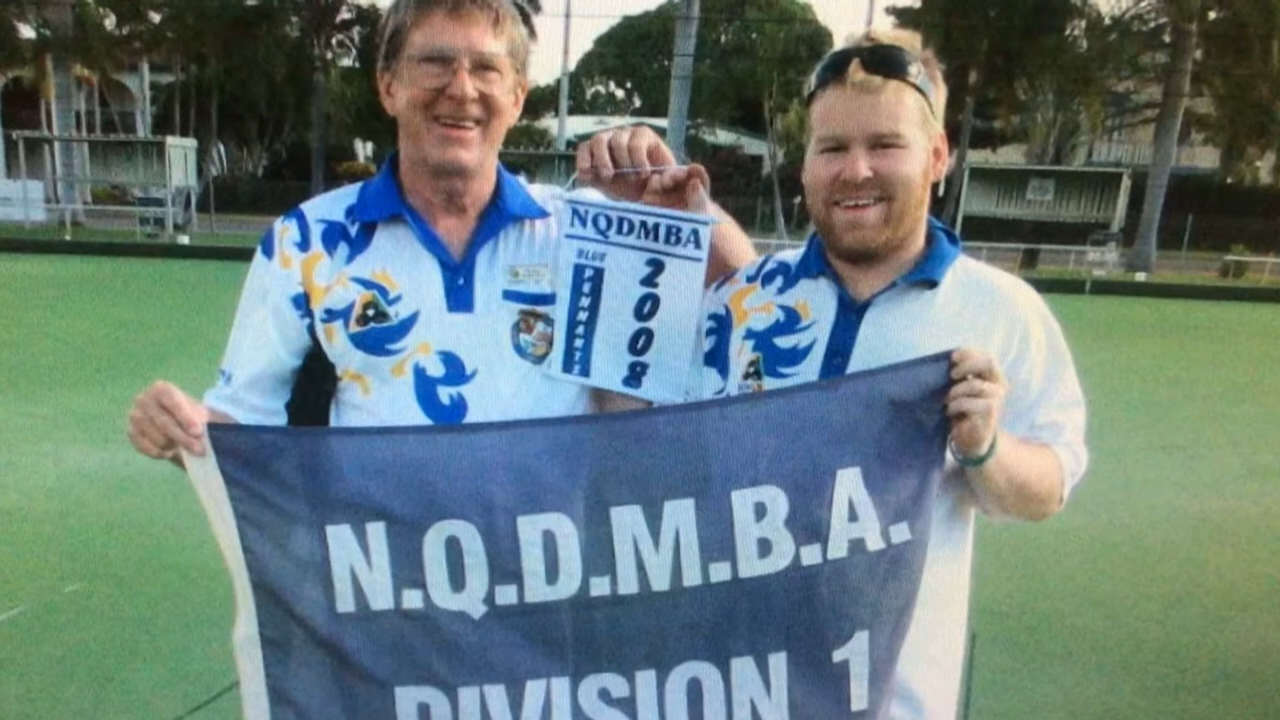 NQDMBA
BLUE
PENNANTS
2008
N.Q.D.M.B.A.
DIVISION 1